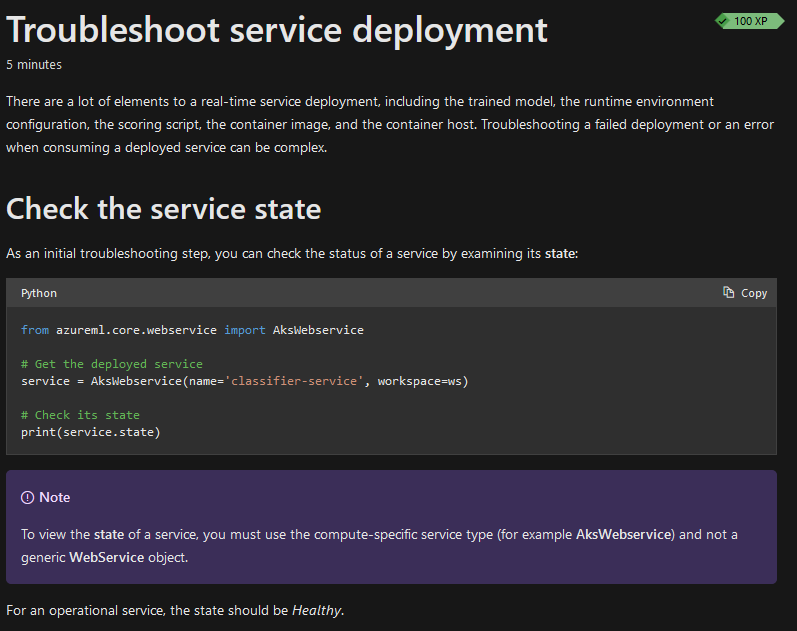 Troubleshoot service deployment
100 XP
5 minutes
There are a lot of elements to a real-time service deployment, including the trained model, the runtime environment
configuration, the scoring script, the container image, and the container host. Troubleshooting a failed deployment or an error
when consuming a deployed service can be complex.
Check the service state
As an initial troubleshooting step, you can check the status of a service by examining its state:
Python
Copy
from azureml.core.webservice import AksWebservice
# Get the deployed service
service = AksWebservice(name='classifier-service', workspace=ws)
# Check its state
print(service.state)
Note
To view the state of a service, you must use the compute-specific service type (for example AksWebservice) and not a
generic WebService object.
For an operational service, the state should be Healthy.